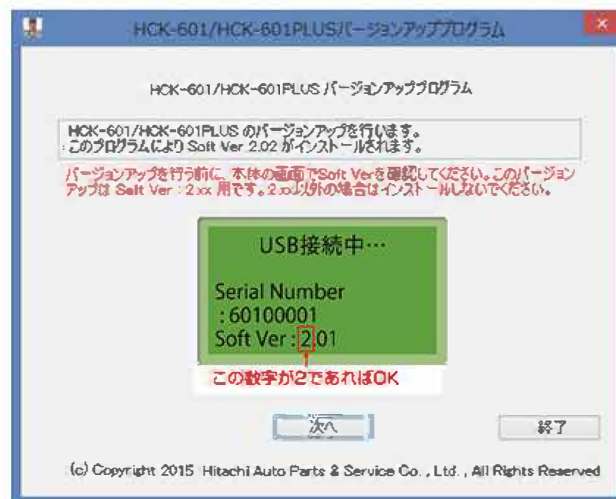 HCK-601/HCK-601PLUSバージョンアッププログラム
HCK-601/HCK-601PLUS バージョンアッププログラム
HCK-601/HCK-601PLUS のバージョンアップを行います。
このプログラムにより Soft Ver 2.02 がインストールされます。
バージョンアップを行う前に、本体の画面でSoft Verを確認してください。このバージョン
アップは Soft Ver : 2.xx 用です。2.xx以外の場合はインストールしないでください。
USB接続中…
Serial Number
: 60100001
Soft Ver : 2.01
この数字が2であればOK
次へ
終了
(c) Copyright 2015 Hitachi Auto Parts & Service Co. , Ltd. , All Rights Reserved